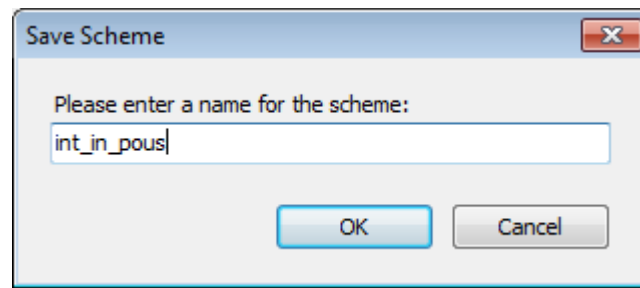 Save Scheme
Please enter a name for the scheme:
int_in_pous
OK
Cancel